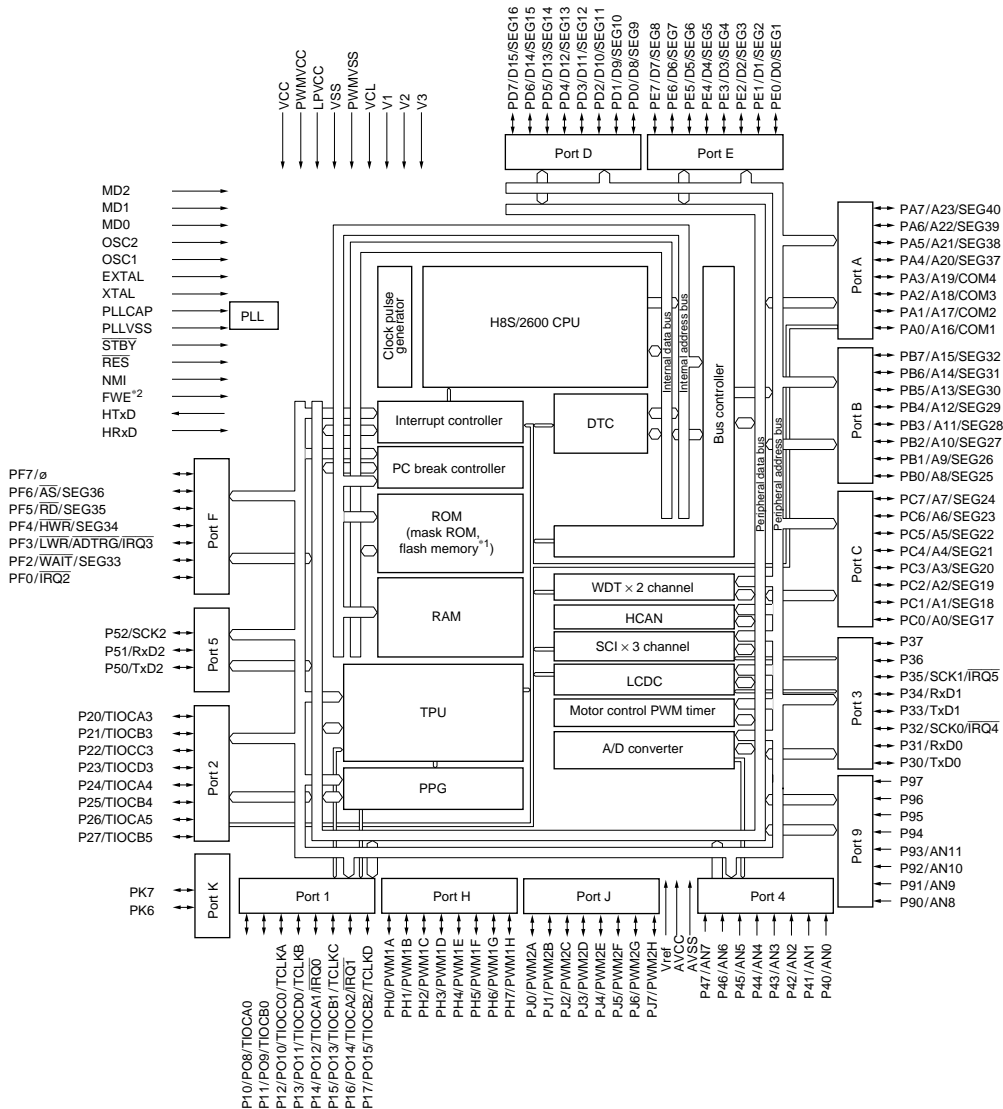 VCC
PWMVCC
LPVCC
VSS
PWMVSS
VCL
V1
V2
V3
PD7/D15/SEG16
PD6/D14/SEG15
PD5/D13/SEG14
PD4/D12/SEG13
PD3/D11/SEG12
PD2/D10/SEG11
PD1/D9/SEG10
PD0/D8/SEG9
PE7/D7/SEG8
PE6/D6/SEG7
PE5/D5/SEG6
PE4/D4/SEG5
PE3/D3/SEG4
PE2/D2/SEG3
PE1/D1/SEG2
PE0/D0/SEG1
Port D
Port E
MD2
MD1
MD0
OSC2
OSC1
EXTAL
XTAL
PLLCAP
PLLVSS
STBY
RES
NMI
FWE*2
HTxD
HRxD
PLL
Clock pulse
generator
H8S/2600 CPU
Internal data bus
Internal address bus
Bus controller
Peripheral data bus
Peripheral address bus
Interrupt controller
PC break controller
DTC
ROM
(mask ROM,
flash memory*1)
RAM
TPU
PPG
WDT × 2 channel
HCAN
SCI × 3 channel
LCDC
Motor control PWM timer
A/D converter
Port A
PA7/A23/SEG40
PA6/A22/SEG39
PA5/A21/SEG38
PA4/A20/SEG37
PA3/A19/COM4
PA2/A18/COM3
PA1/A17/COM2
PA0/A16/COM1
Port B
PB7/A15/SEG32
PB6/A14/SEG31
PB5/A13/SEG30
PB4/A12/SEG29
PB3/A11/SEG28
PB2/A10/SEG27
PB1/A9/SEG26
PB0/A8/SEG25
Port C
PC7/A7/SEG24
PC6/A6/SEG23
PC5/A5/SEG22
PC4/A4/SEG21
PC3/A3/SEG20
PC2/A2/SEG19
PC1/A1/SEG18
PC0/A0/SEG17
Port 3
P37
P36
P35/SCK1/IRQ5
P34/RxD1
P33/TxD1
P32/SCK0/IRQ4
P31/RxD0
P30/TxD0
Port 9
P97
P96
P95
P94
P93/AN11
P92/AN10
P91/AN9
P90/AN8
PF7/ø
PF6/AS/SEG36
PF5/RD/SEG35
PF4/HWR/SEG34
PF3/LWR/ADTRG/IRQ3
PF2/WAIT/SEG33
PF0/IRQ2
Port F
P52/SCK2
P51/RxD2
P50/TxD2
Port 5
P20/TIOCA3
P21/TIOCB3
P22/TIOCC3
P23/TIOCD3
P24/TIOCA4
P25/TIOCB4
P26/TIOCA5
P27/TIOCB5
Port 2
PK7
PK6
Port K
Port 1
Port H
Port J
Port 4
P10/PO8/TIOCA0
P11/PO9/TIOCB0
P12/PO10/TIOCC0/TCLKA
P13/PO11/TIOCD0/TCLKB
P14/PO12/TIOCA1/IRQ0
P15/PO13/TIOCB1/TCLKC
P16/PO14/TIOCA2/IRQ1
P17/PO15/TIOCB2/TCLKD
PH0/PWM1A
PH1/PWM1B
PH2/PWM1C
PH3/PWM1D
PH4/PWM1E
PH5/PWM1F
PH6/PWM1G
PH7/PWM1H
PJ0/PWM2A
PJ1/PWM2B
PJ2/PWM2C
PJ3/PWM2D
PJ4/PWM2E
PJ5/PWM2F
PJ6/PWM2G
PJ7/PWM2H
Vref
AVCC
AVSS
P47/AN7
P46/AN6
P45/AN5
P44/AN4
P43/AN3
P42/AN2
P41/AN1
P40/AN0